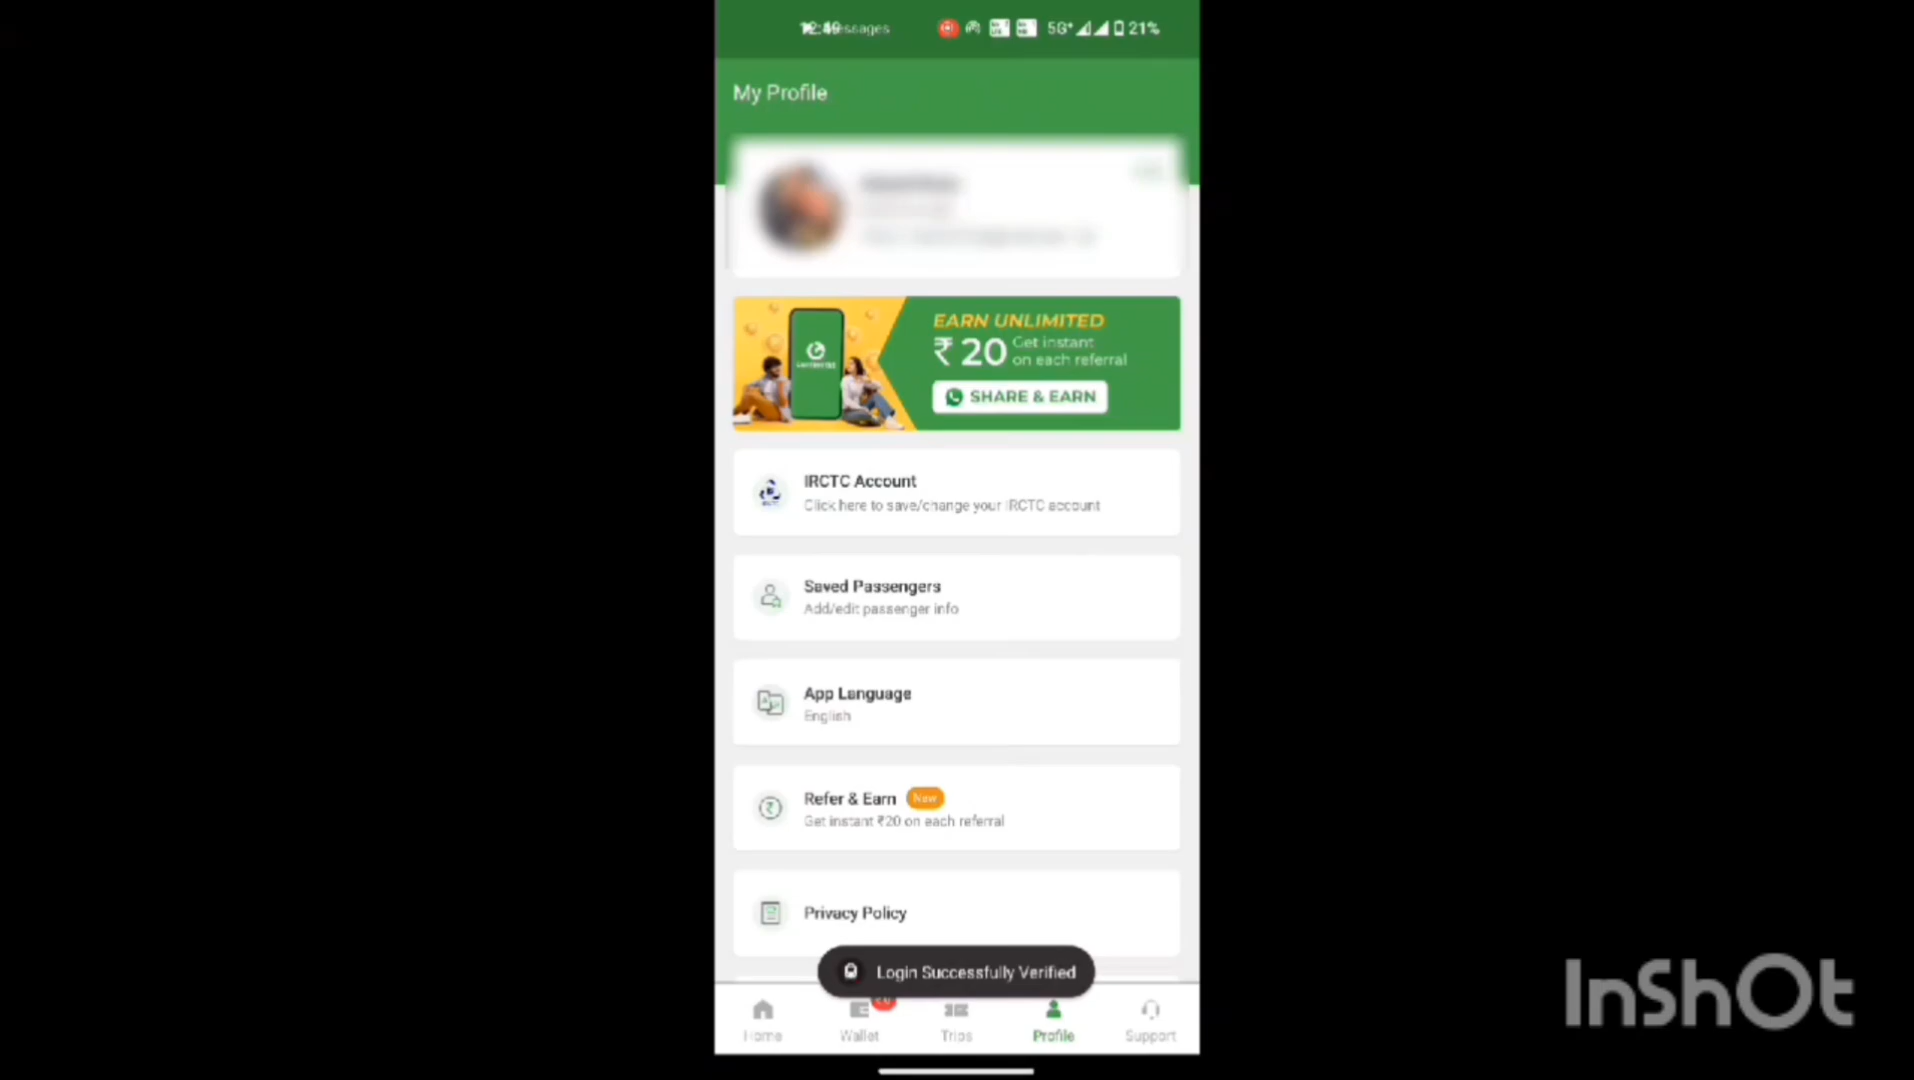 5G+ 21%
My Profile
EARN UNLIMITED
₹ 20 Get instant
on each referral
SHARE & EARN
IRCTC Account
Click here to save/change your IRCTC account
Saved Passengers
Add/edit passenger info
App Language
English
Refer & Earn New
Get instant ₹20 on each referral
Privacy Policy
Login Successfully Verified
Home Wallet Trips Profile Support
InShOt